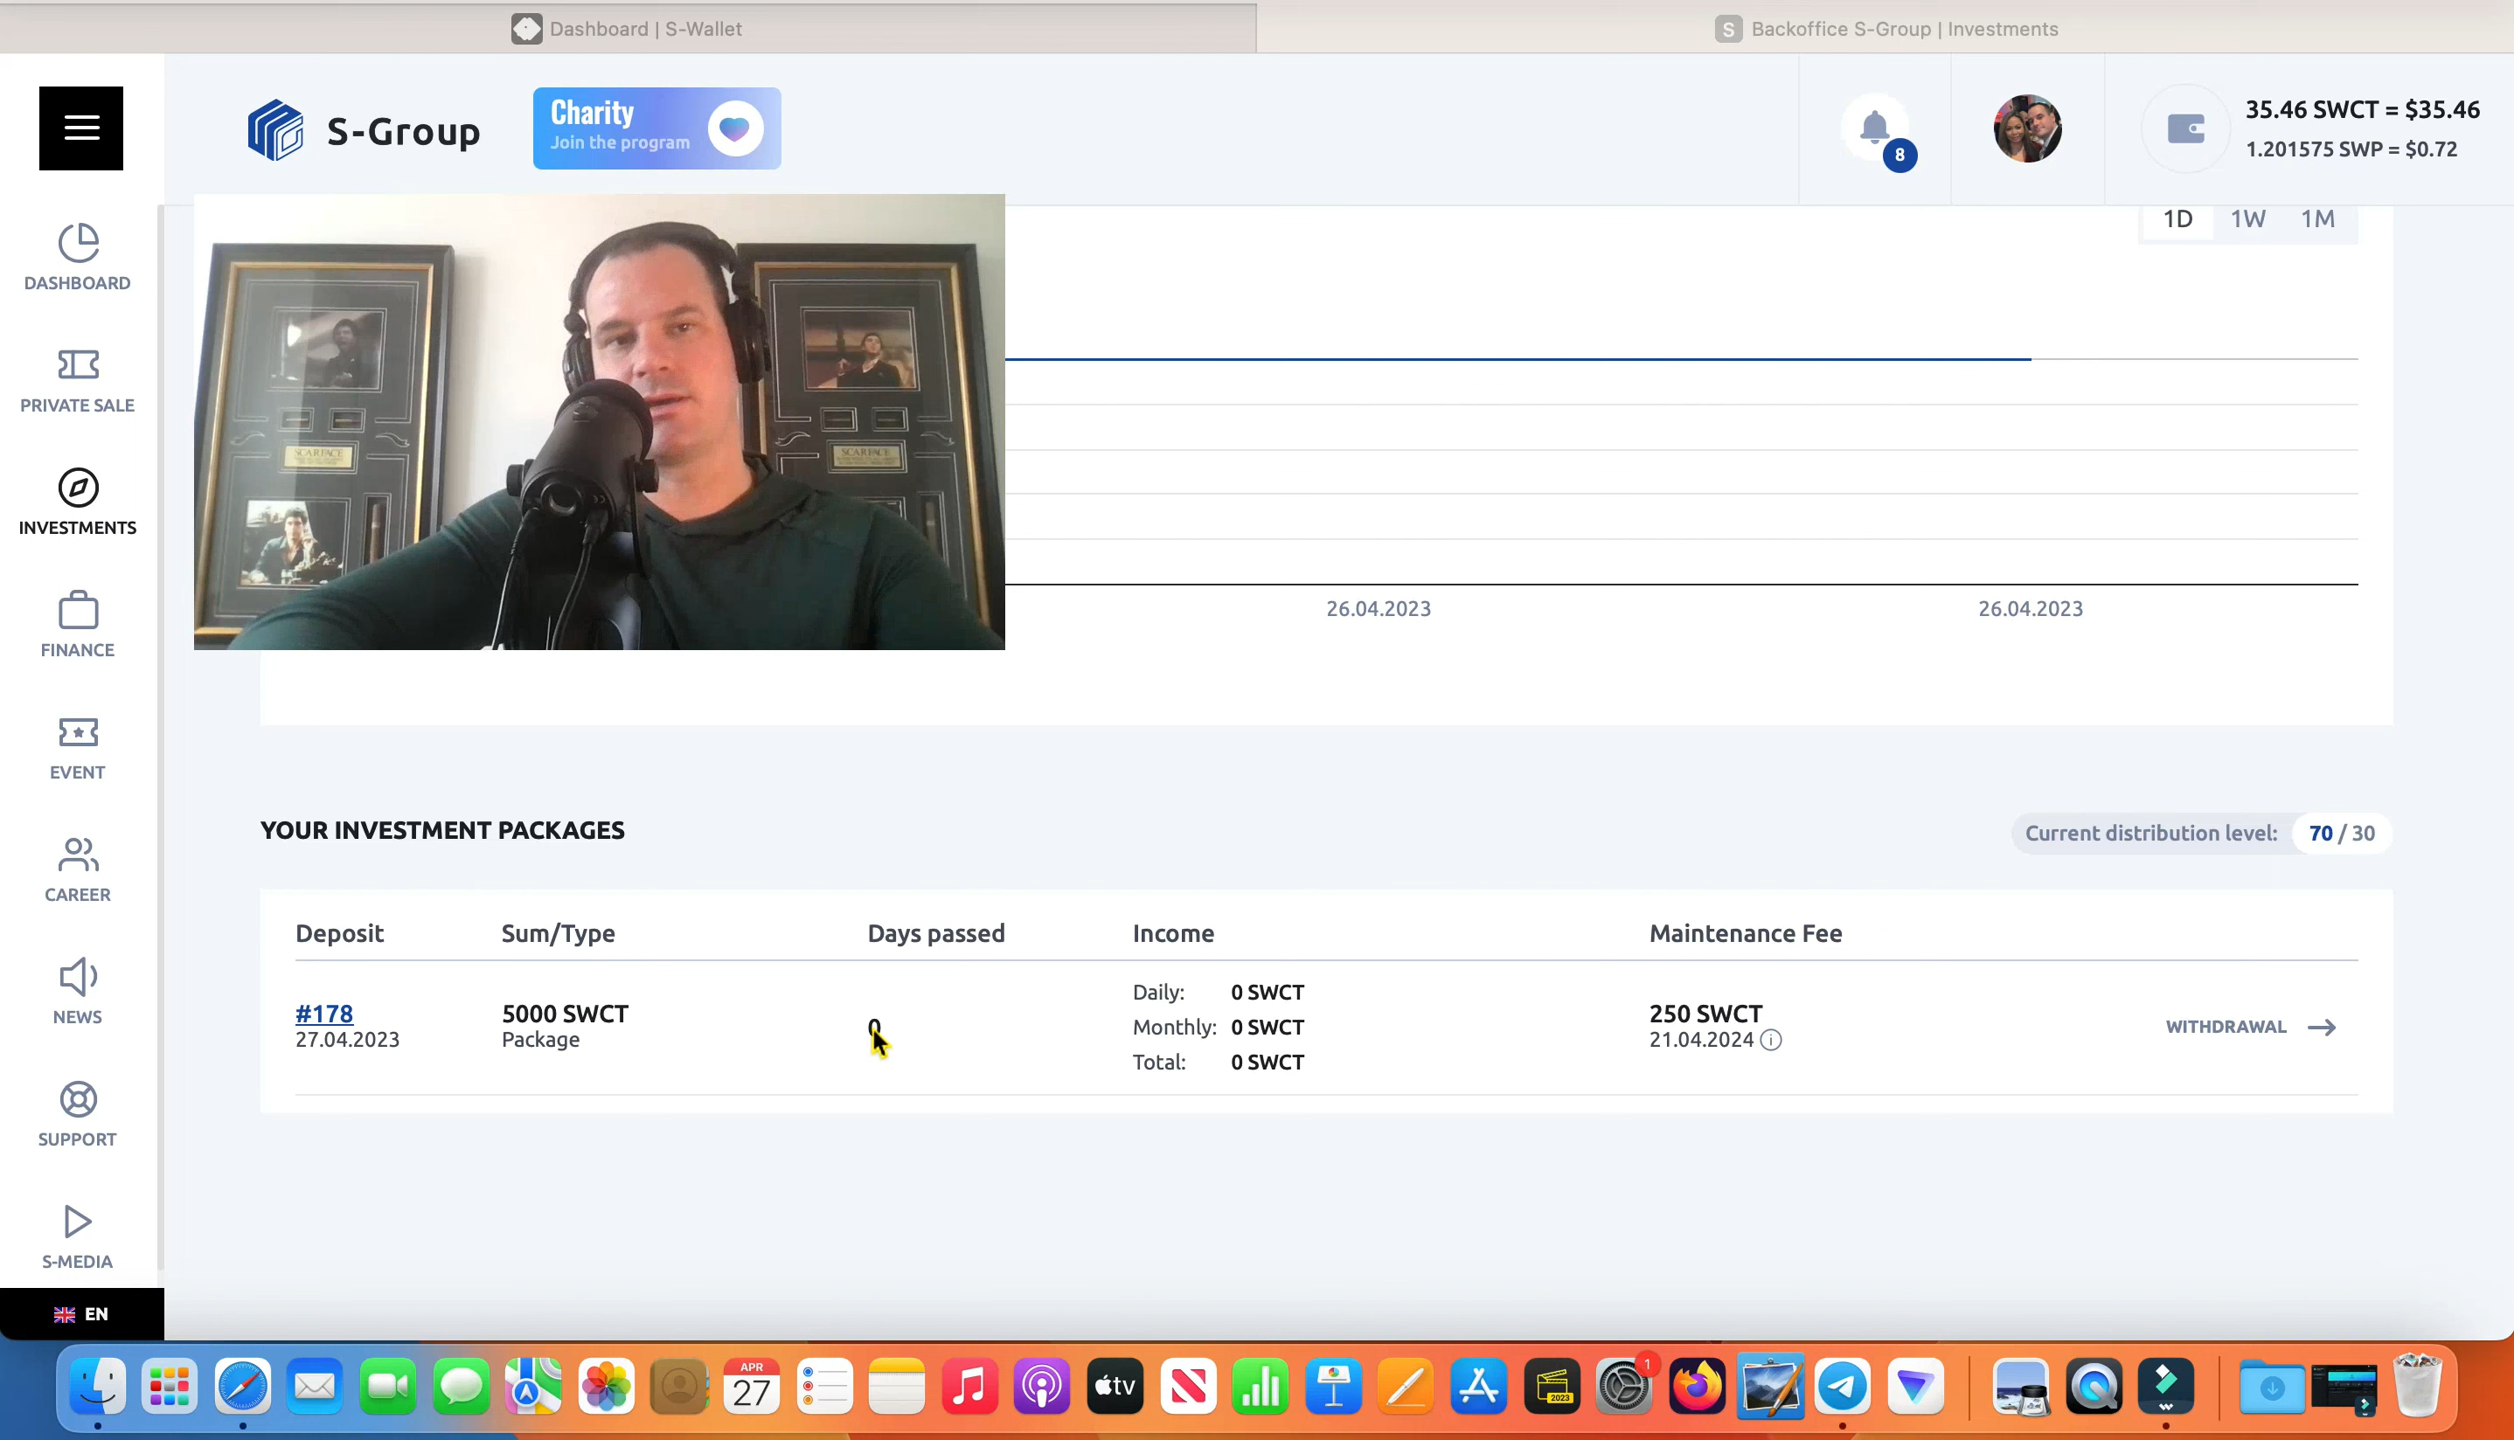 Dashboard | S-Wallet
S Backoffice S-Group | Investments
S-Group
Charity
Join the program
8
35.46 SWCT = $35.46
1.201575 SWP = $0.72
1D 1W 1M
DASHBOARD
PRIVATE SALE
INVESTMENTS
FINANCE
EVENT
CAREER
NEWS
SUPPORT
S-MEDIA
EN
SCARFACE
SCARFACE
26.04.2023 26.04.2023
YOUR INVESTMENT PACKAGES
Current distribution level: 70 / 30
Deposit Sum/Type Days passed Income Maintenance Fee
#178
27.04.2023
5000 SWCT
Package
0
Daily: 0 SWCT
Monthly: 0 SWCT
Total: 0 SWCT
250 SWCT
21.04.2024
WITHDRAWAL
APR
27
tv
2023
1